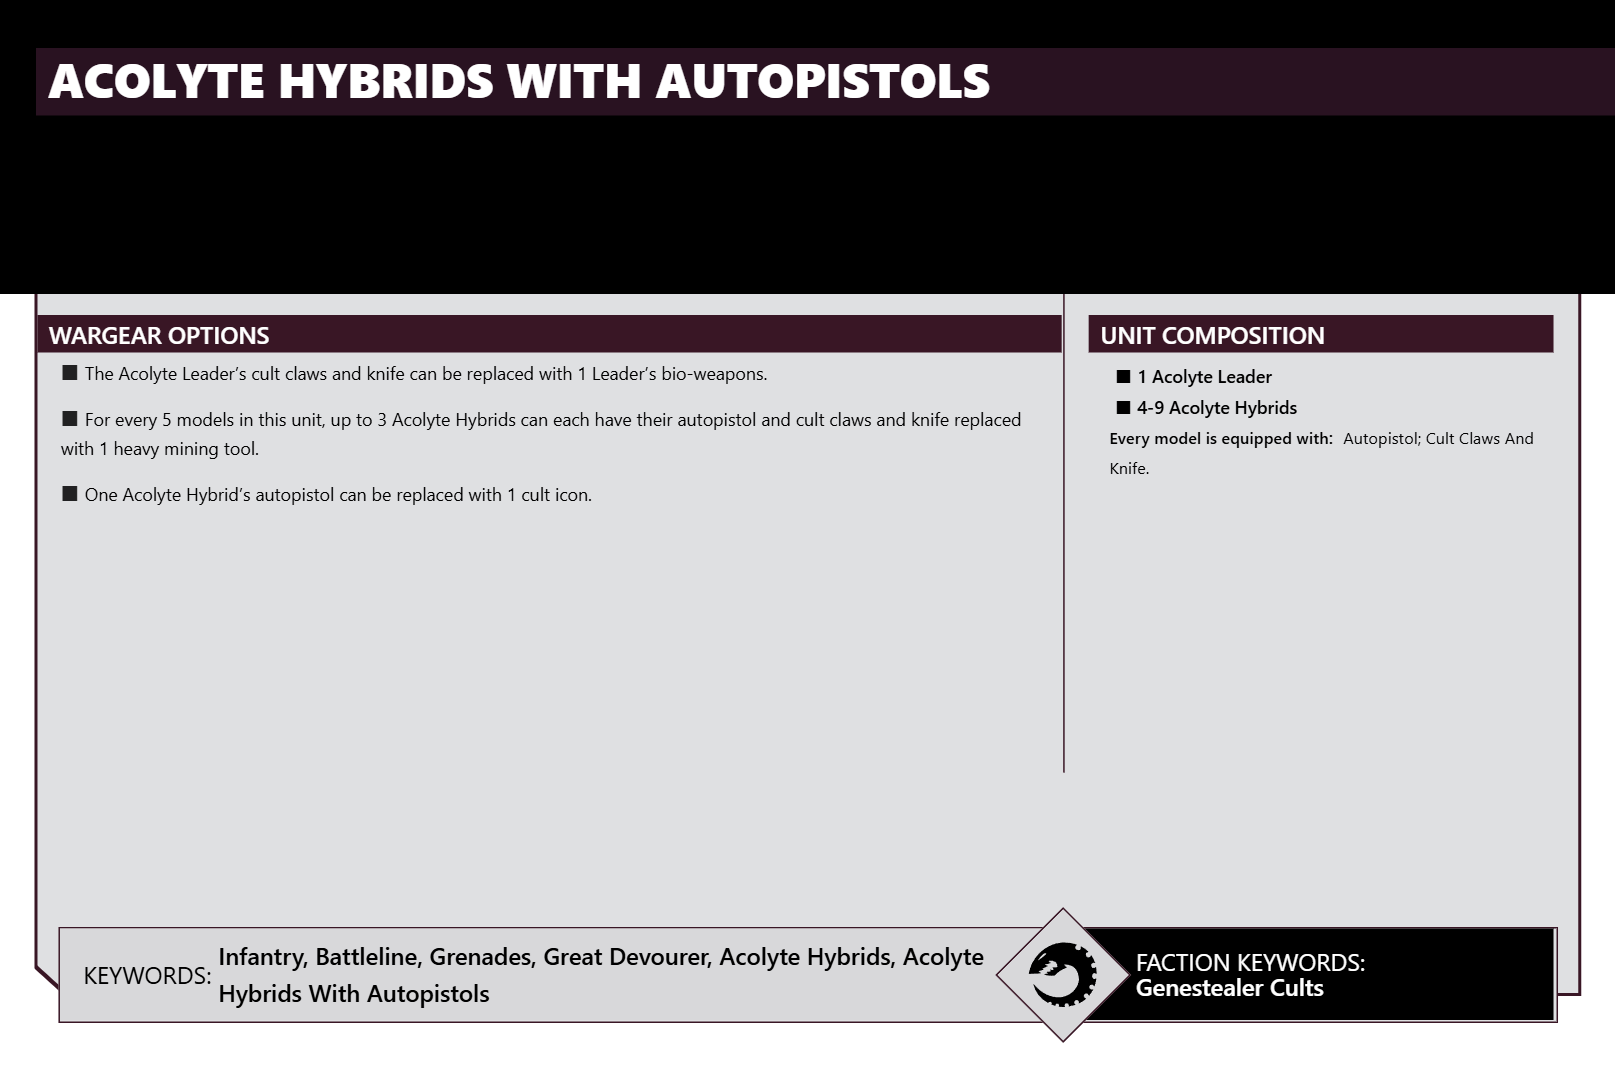 ACOLYTE HYBRIDS WITH AUTOPISTOLS
WARGEAR OPTIONS
■ The Acolyte Leader’s cult claws and knife can be replaced with 1 Leader’s bio-weapons.
■ For every 5 models in this unit, up to 3 Acolyte Hybrids can each have their autopistol and cult claws and knife replaced
with 1 heavy mining tool.
■ One Acolyte Hybrid’s autopistol can be replaced with 1 cult icon.
UNIT COMPOSITION
■ 1 Acolyte Leader
■ 4-9 Acolyte Hybrids
Every model is equipped with: Autopistol; Cult Claws And
Knife.
KEYWORDS:
Infantry, Battleline, Grenades, Great Devourer, Acolyte Hybrids, Acolyte
Hybrids With Autopistols
FACTION KEYWORDS:
Genestealer Cults